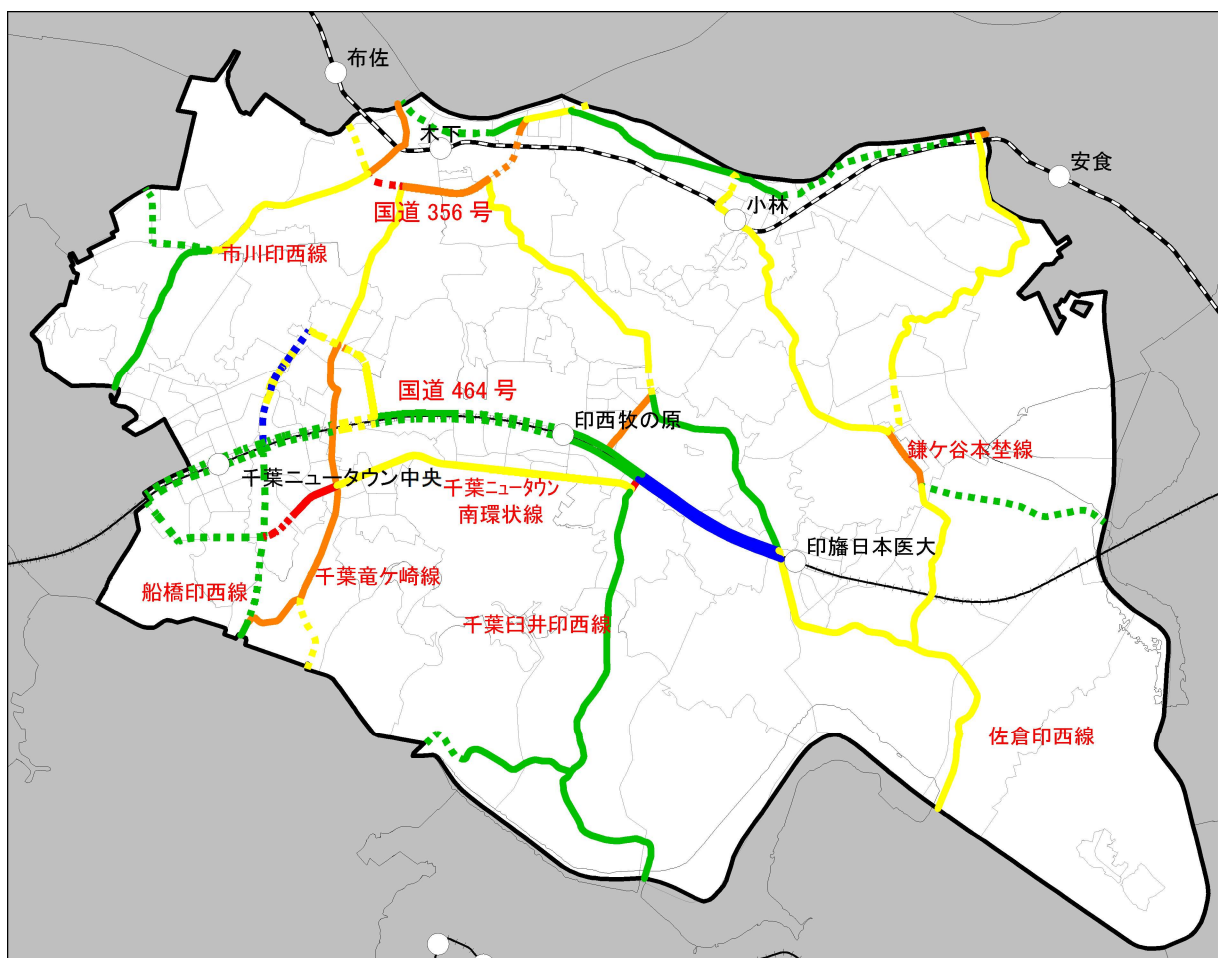 布佐
木下
安食
小林
国道 356 号
市川印西線
国道 464 号
印西牧の原
鎌ケ谷本埜線
千葉ニュータウン中央
千葉ニュータウン
南環状線
印旛日本医大
千葉竜ケ崎線
船橋印西線
千葉臼井印西線
佐倉印西線